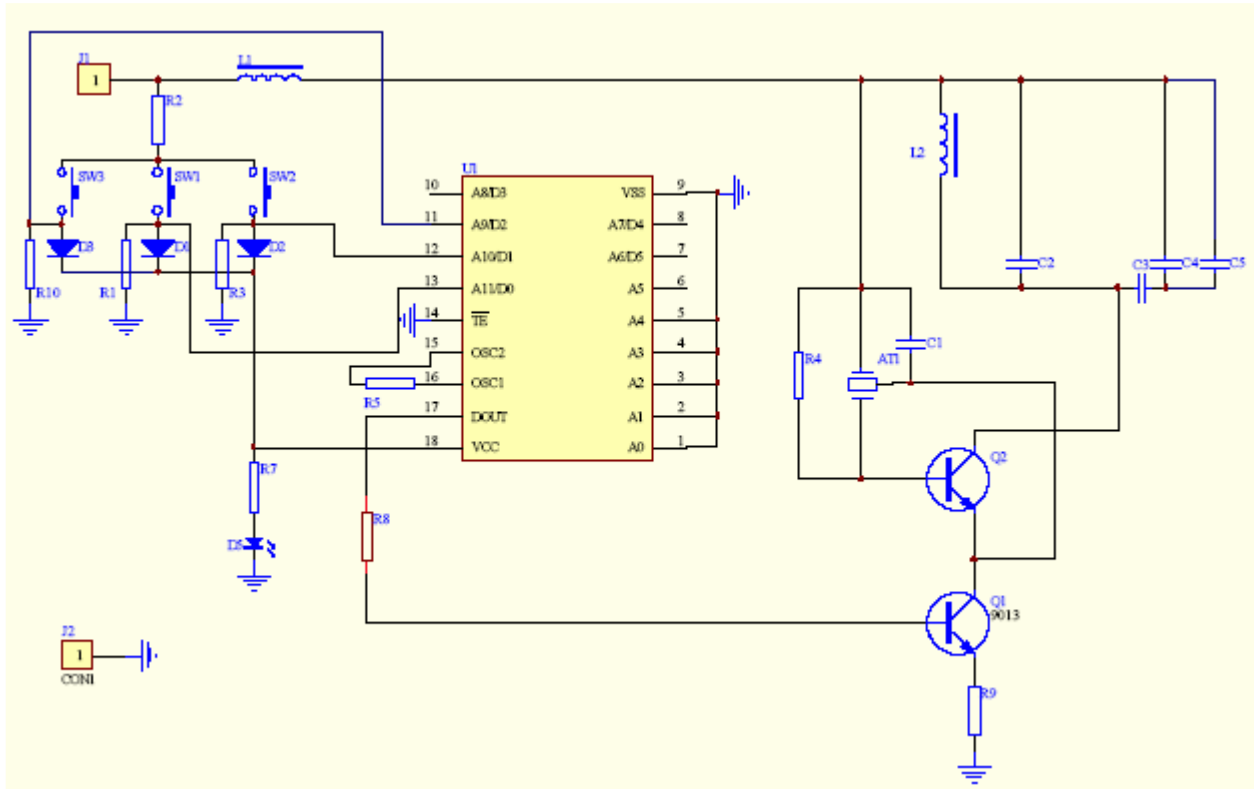 J1
1
L1
R2
SW3
SW1
SW2
D3
D1
D2
R10
R1
R3
U1
10 A8/D3
11 A9/D2
12 A10/D1
13 A11/D0
14 TE
15 OSC2
16 OSC1
17 DOUT
18 VCC
VSS 9
A7/D4 8
A6/D5 7
A5 6
A4 5
A3 4
A2 3
A1 2
A0 1
R5
R7
D5
R8
L2
C2
C3
C4
C5
R4
AT1
C1
Q2
Q1
9013
R9
J2
1
CON1